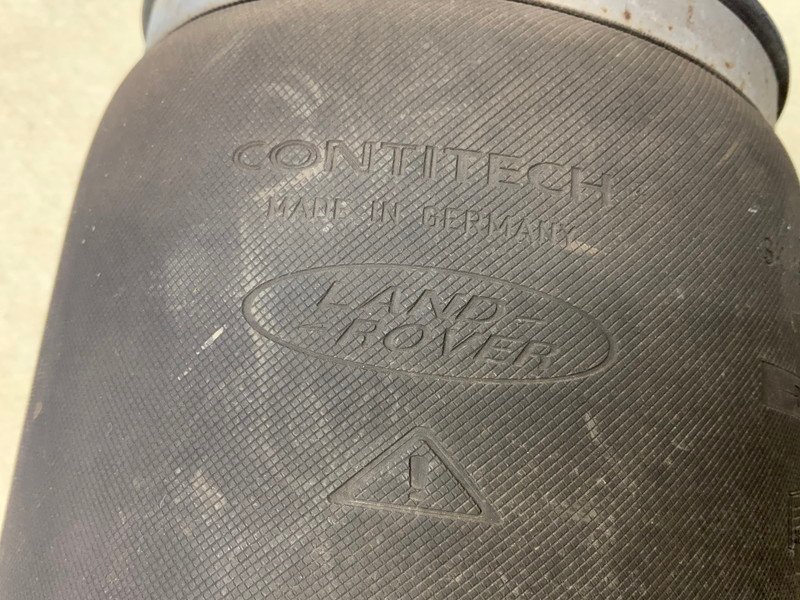 CONTITECH
MADE IN GERMANY
LAND-
-ROVER
!